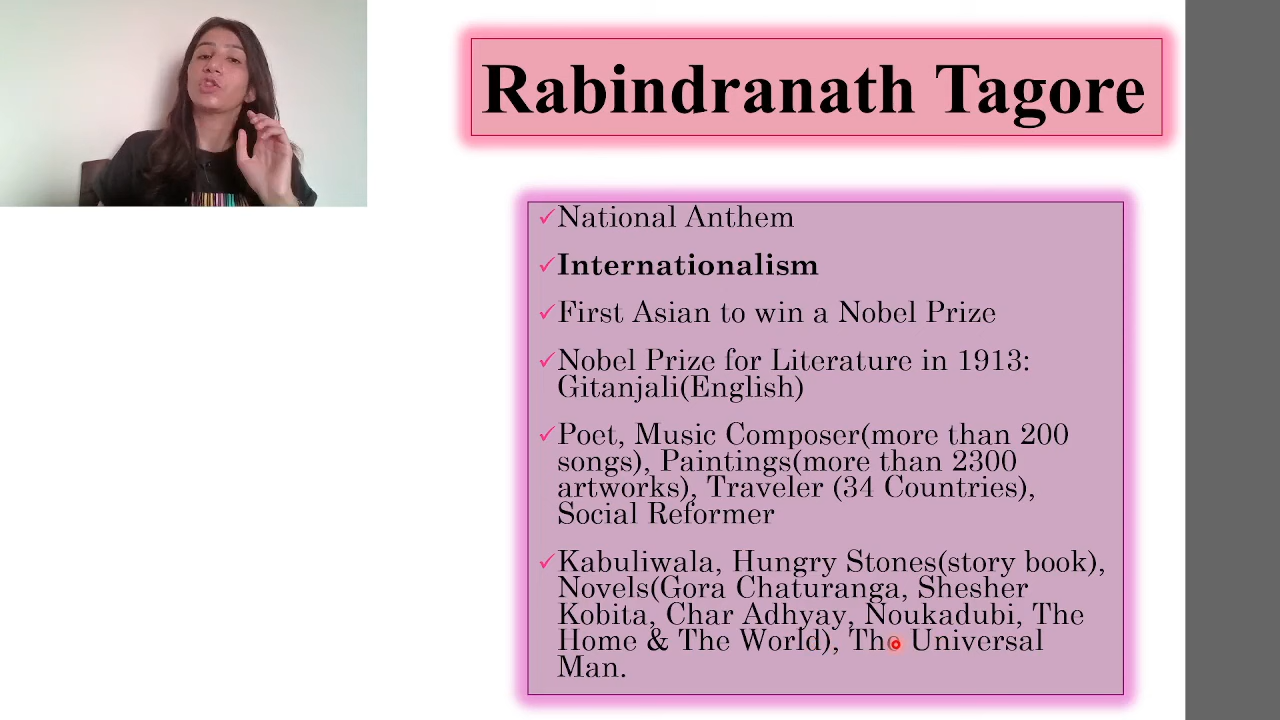 Rabindranath Tagore
National Anthem
Internationalism
First Asian to win a Nobel Prize
Nobel Prize for Literature in 1913:
Gitanjali(English)
Poet, Music Composer(more than 200
songs), Paintings(more than 2300
artworks), Traveler (34 Countries),
Social Reformer
Kabuliwala, Hungry Stones(story book),
Novels(Gora Chaturanga, Shesher
Kobita, Char Adhyay, Noukadubi, The
Home & The World), The Universal
Man.